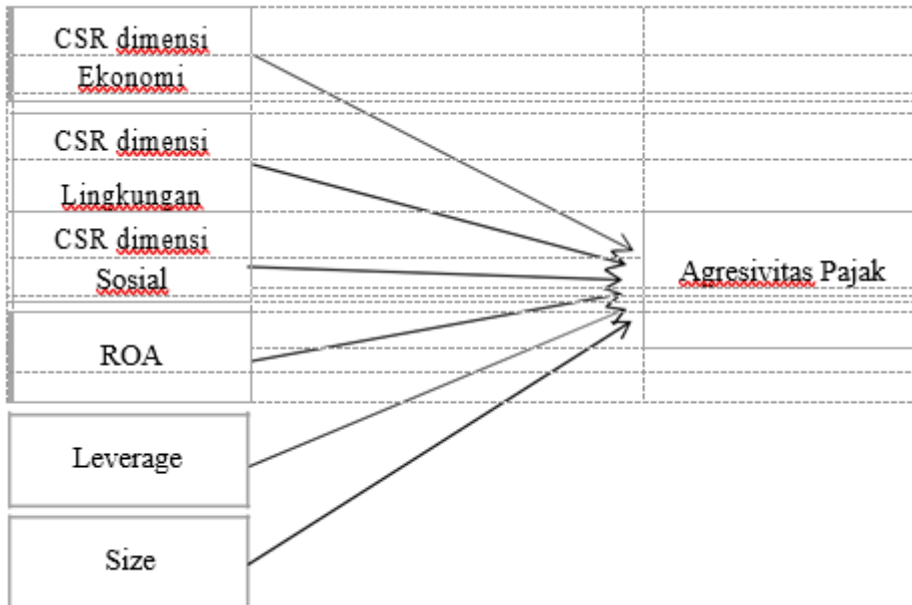 CSR dimensi
Ekonomi
CSR dimensi
Lingkungan
CSR dimensi
Sosial
Agresivitas Pajak
ROA
Leverage
Size